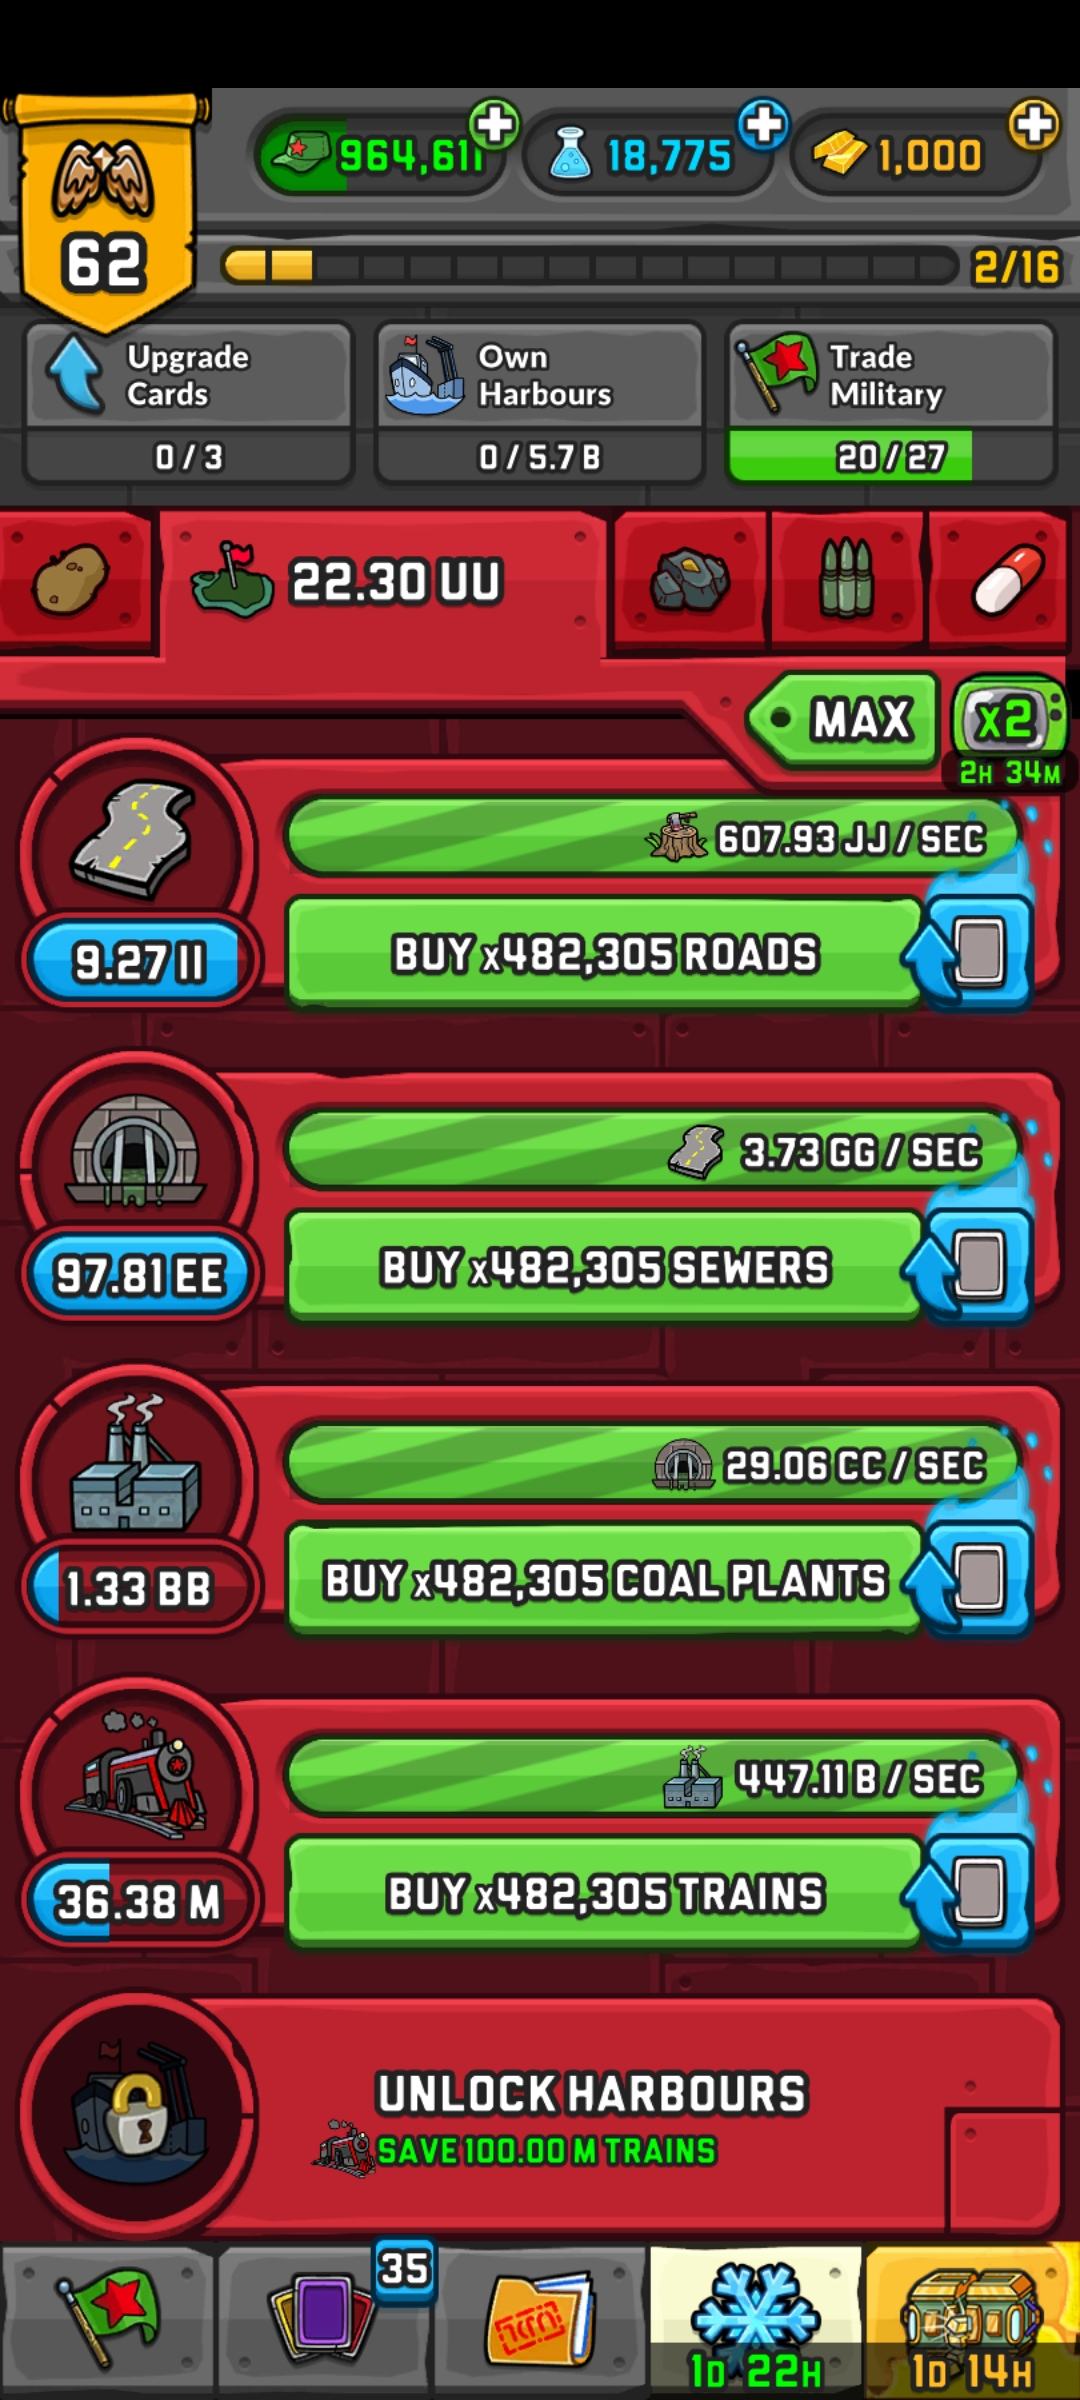 964,611
18,775
1,000
62
2/16
Upgrade
Cards
0 / 3
Own
Harbours
0 / 5.7 B
Trade
Military
20 / 27
22.30 UU
MAX
x2
2H 34M
607.93 JJ / SEC
9.27 II
BUY x482,305 ROADS
3.73 GG / SEC
97.81 EE
BUY x482,305 SEWERS
29.06 CC / SEC
1.33 BB
BUY x482,305 COAL PLANTS
447.11 B / SEC
36.38 M
BUY x482,305 TRAINS
UNLOCK HARBOURS
SAVE 100.00 M TRAINS
35
1D 22H
1D 14H